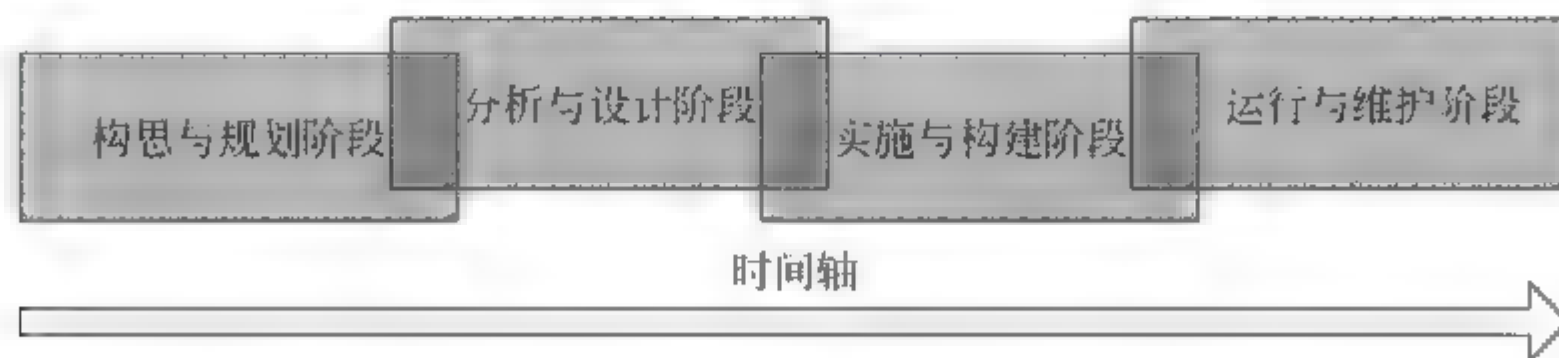 构思与规划阶段
分析与设计阶段
实施与构建阶段
运行与维护阶段
时间轴